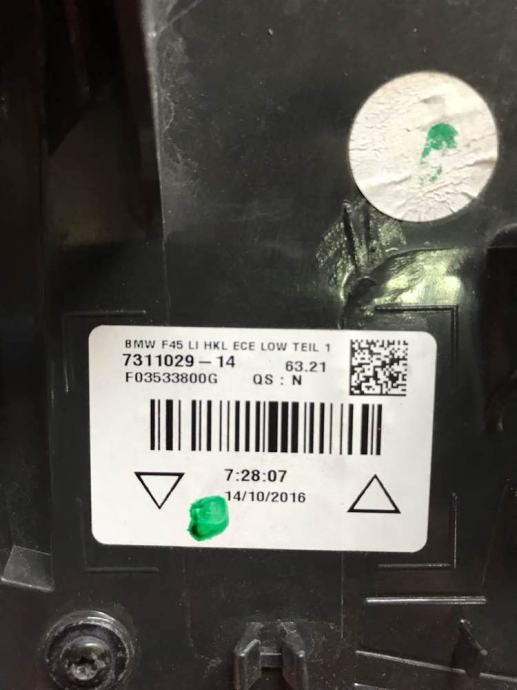 BMW F45 LI HKL ECE LOW TEIL 1
7311029-14 63.21
F03533800G QS : N
7:28:07
14/10/2016